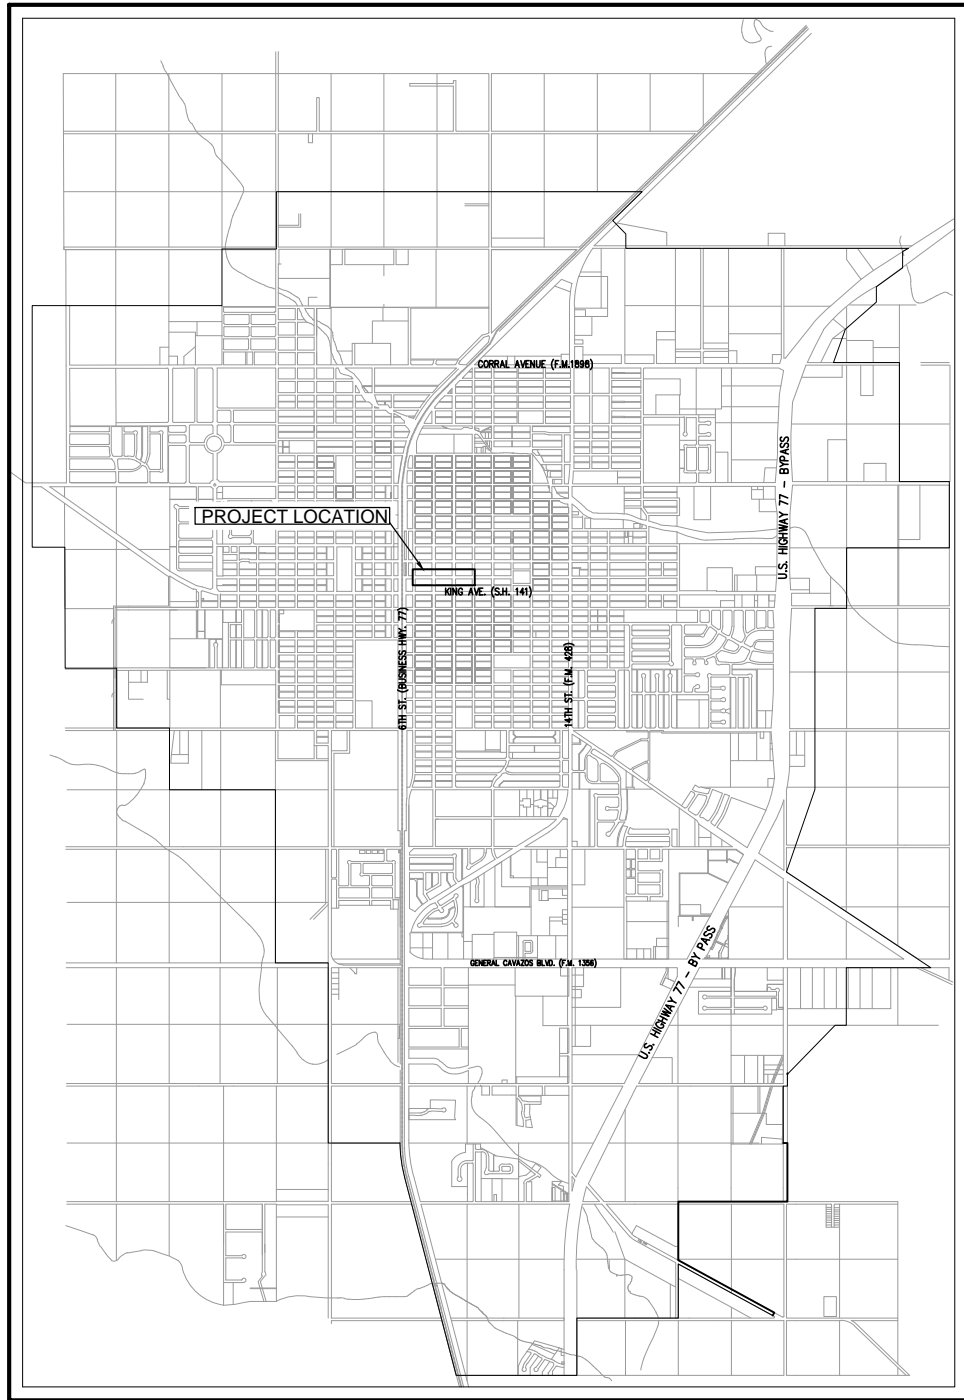 CORRAL AVENUE (F.M.1898)
U.S. HIGHWAY 77 - BYPASS
PROJECT LOCATION
KING AVE. (S.H. 141)
6TH ST. (BUSINESS HWY. 77)
14TH ST. (F.M. 428)
GENERAL CAVAZOS BLVD. (F.M. 1356)
U.S. HIGHWAY 77 - BY PASS